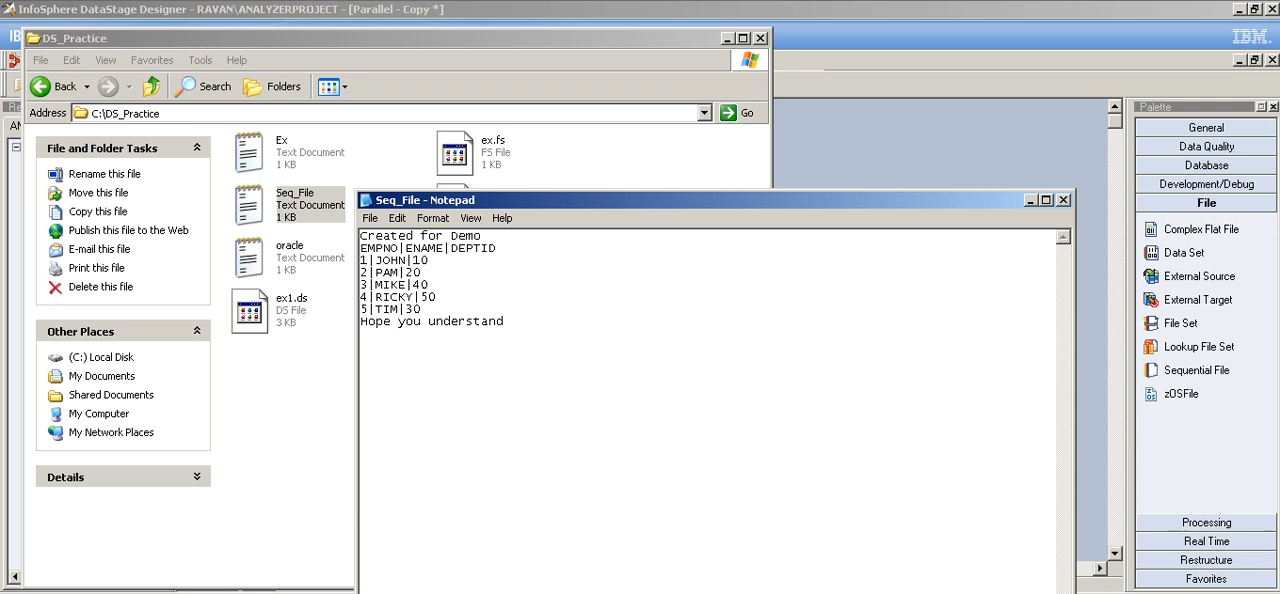 InfoSphere DataStage Designer - RAVAN\ANALYZERPROJECT - [Parallel - Copy *]
IBM.
DS_Practice
File Edit View Favorites Tools Help
Back Search Folders
Address C:\DS_Practice Go
File and Folder Tasks
Rename this file
Move this file
Copy this file
Publish this file to the Web
E-mail this file
Print this file
Delete this file
Other Places
(C:) Local Disk
My Documents
Shared Documents
My Computer
My Network Places
Details
Ex
Text Document
1 KB
ex.fs
FS File
1 KB
Seq_File
Text Document
1 KB
oracle
Text Document
1 KB
ex1.ds
DS File
3 KB
Seq_File - Notepad
File Edit Format View Help
Created for Demo
EMPNO|ENAME|DEPTID
1|JOHN|10
2|PAM|20
3|MIKE|40
4|RICKY|50
5|TIM|30
Hope you understand
Palette
General
Data Quality
Database
Development/Debug
File
Complex Flat File
Data Set
External Source
External Target
File Set
Lookup File Set
Sequential File
zOSFile
Processing
Real Time
Restructure
Favorites